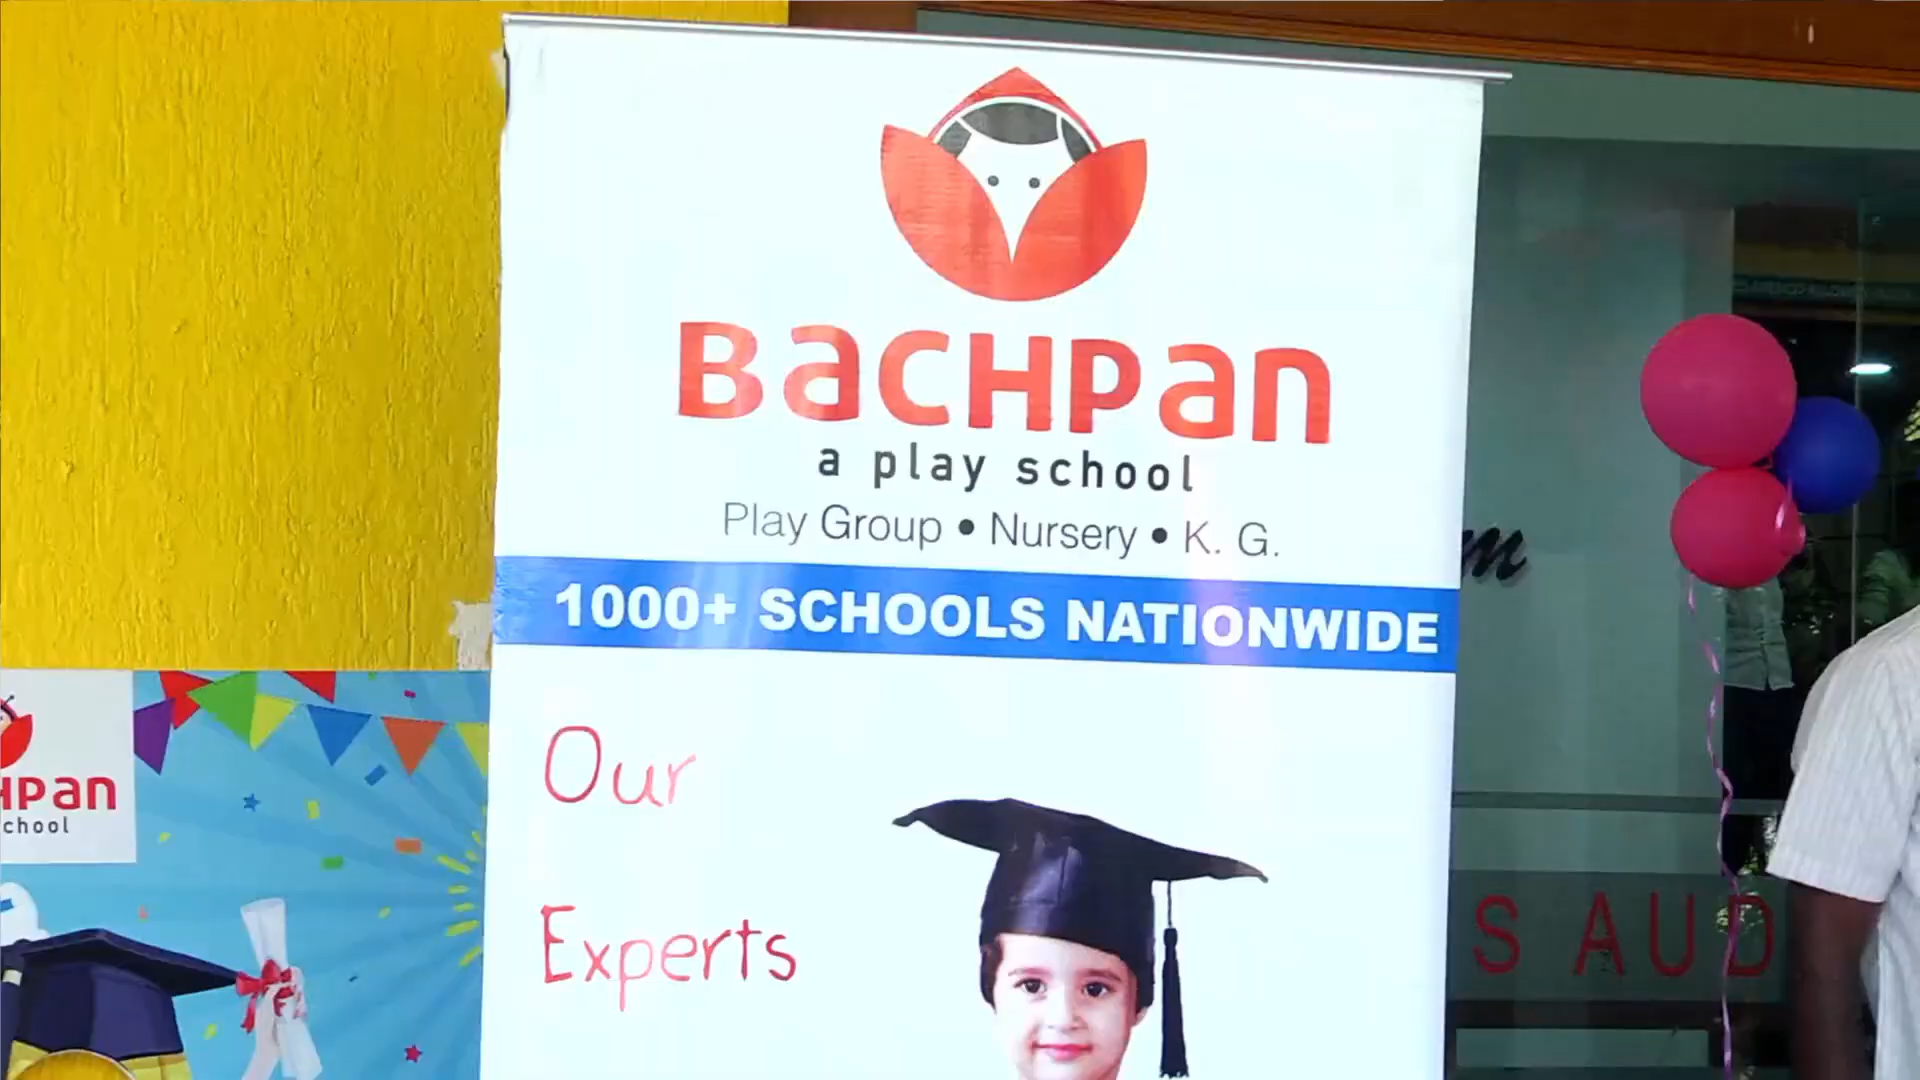 BacHPan
a play school
Play Group • Nursery • K. G.
1000+ SCHOOLS NATIONWIDE
Our
Experts
HPan
chool
m
S AUD